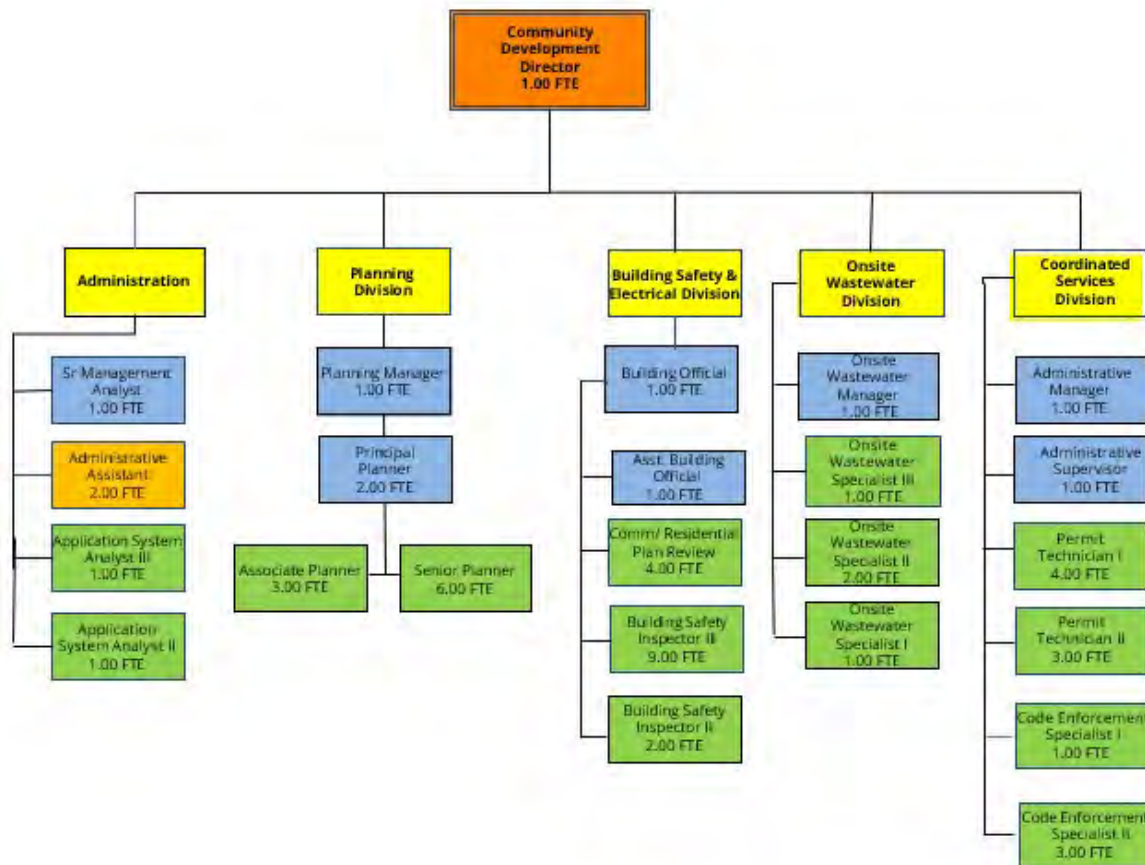 Community
Development
Director
1.00 FTE
Administration
Planning
Division
Building Safety &
Electrical Division
Onsite
Wastewater
Division
Coordinated
Services
Division
Sr Management
Analyst
1.00 FTE
Administrative
Assistant
2.00 FTE
Application System
Analyst III
1.00 FTE
Application
System Analyst II
1.00 FTE
Planning Manager
1.00 FTE
Principal
Planner
2.00 FTE
Associate Planner
3.00 FTE
Senior Planner
6.00 FTE
Building Official
1.00 FTE
Asst. Building
Official
1.00 FTE
Comm/ Residential
Plan Review
4.00 FTE
Building Safety
Inspector III
9.00 FTE
Building Safety
Inspector II
2.00 FTE
Onsite
Wastewater
Manager
1.00 FTE
Onsite
Wastewater
Specialist III
1.00 FTE
Onsite
Wastewater
Specialist II
2.00 FTE
Onsite
Wastewater
Specialist I
1.00 FTE
Administrative
Manager
1.00 FTE
Administrative
Supervisor
1.00 FTE
Permit
Technician I
4.00 FTE
Permit
Technician II
3.00 FTE
Code Enforcement
Specialist I
1.00 FTE
Code Enforcement
Specialist II
3.00 FTE